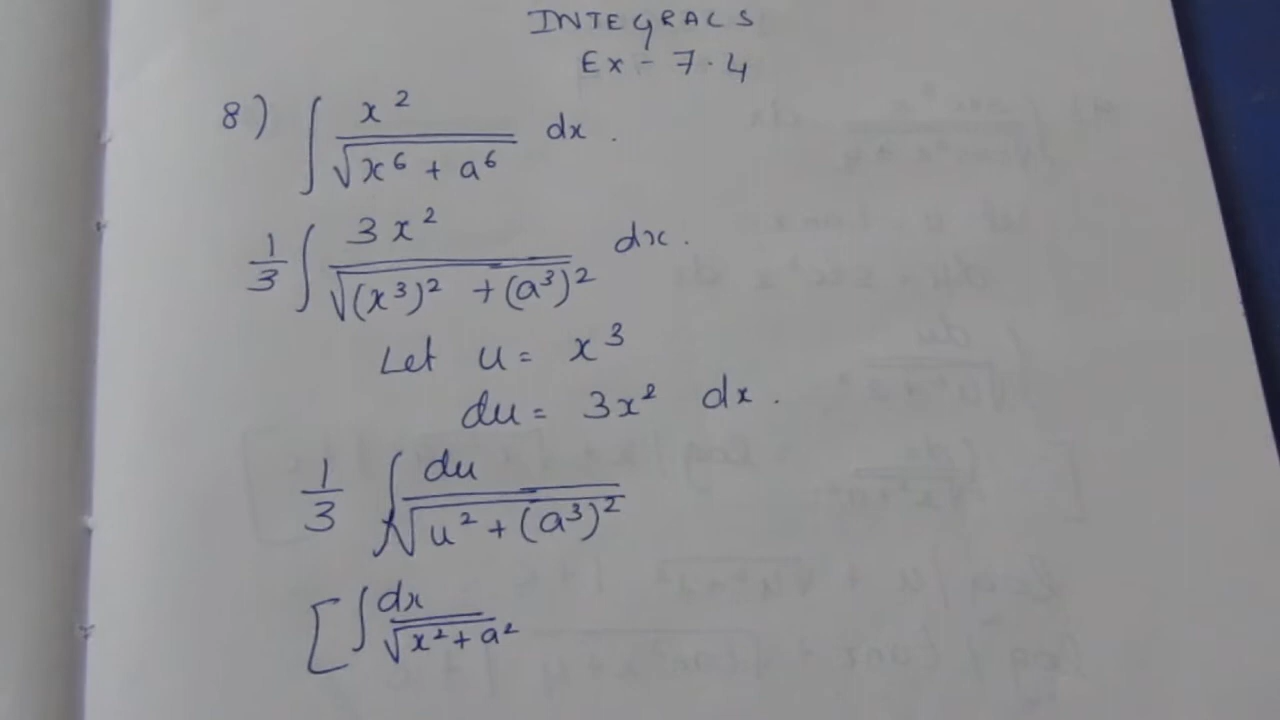 INTEGRALS
Ex - 7.4
8) ∫ x² / √(x⁶ + a⁶) dx.
1/3 ∫ 3x² / √((x³)² + (a³)²) dx.
Let u = x³
du = 3x² dx.
1/3 ∫ du / √(u² + (a³)²)
[ ∫ dx / √(x² + a²)